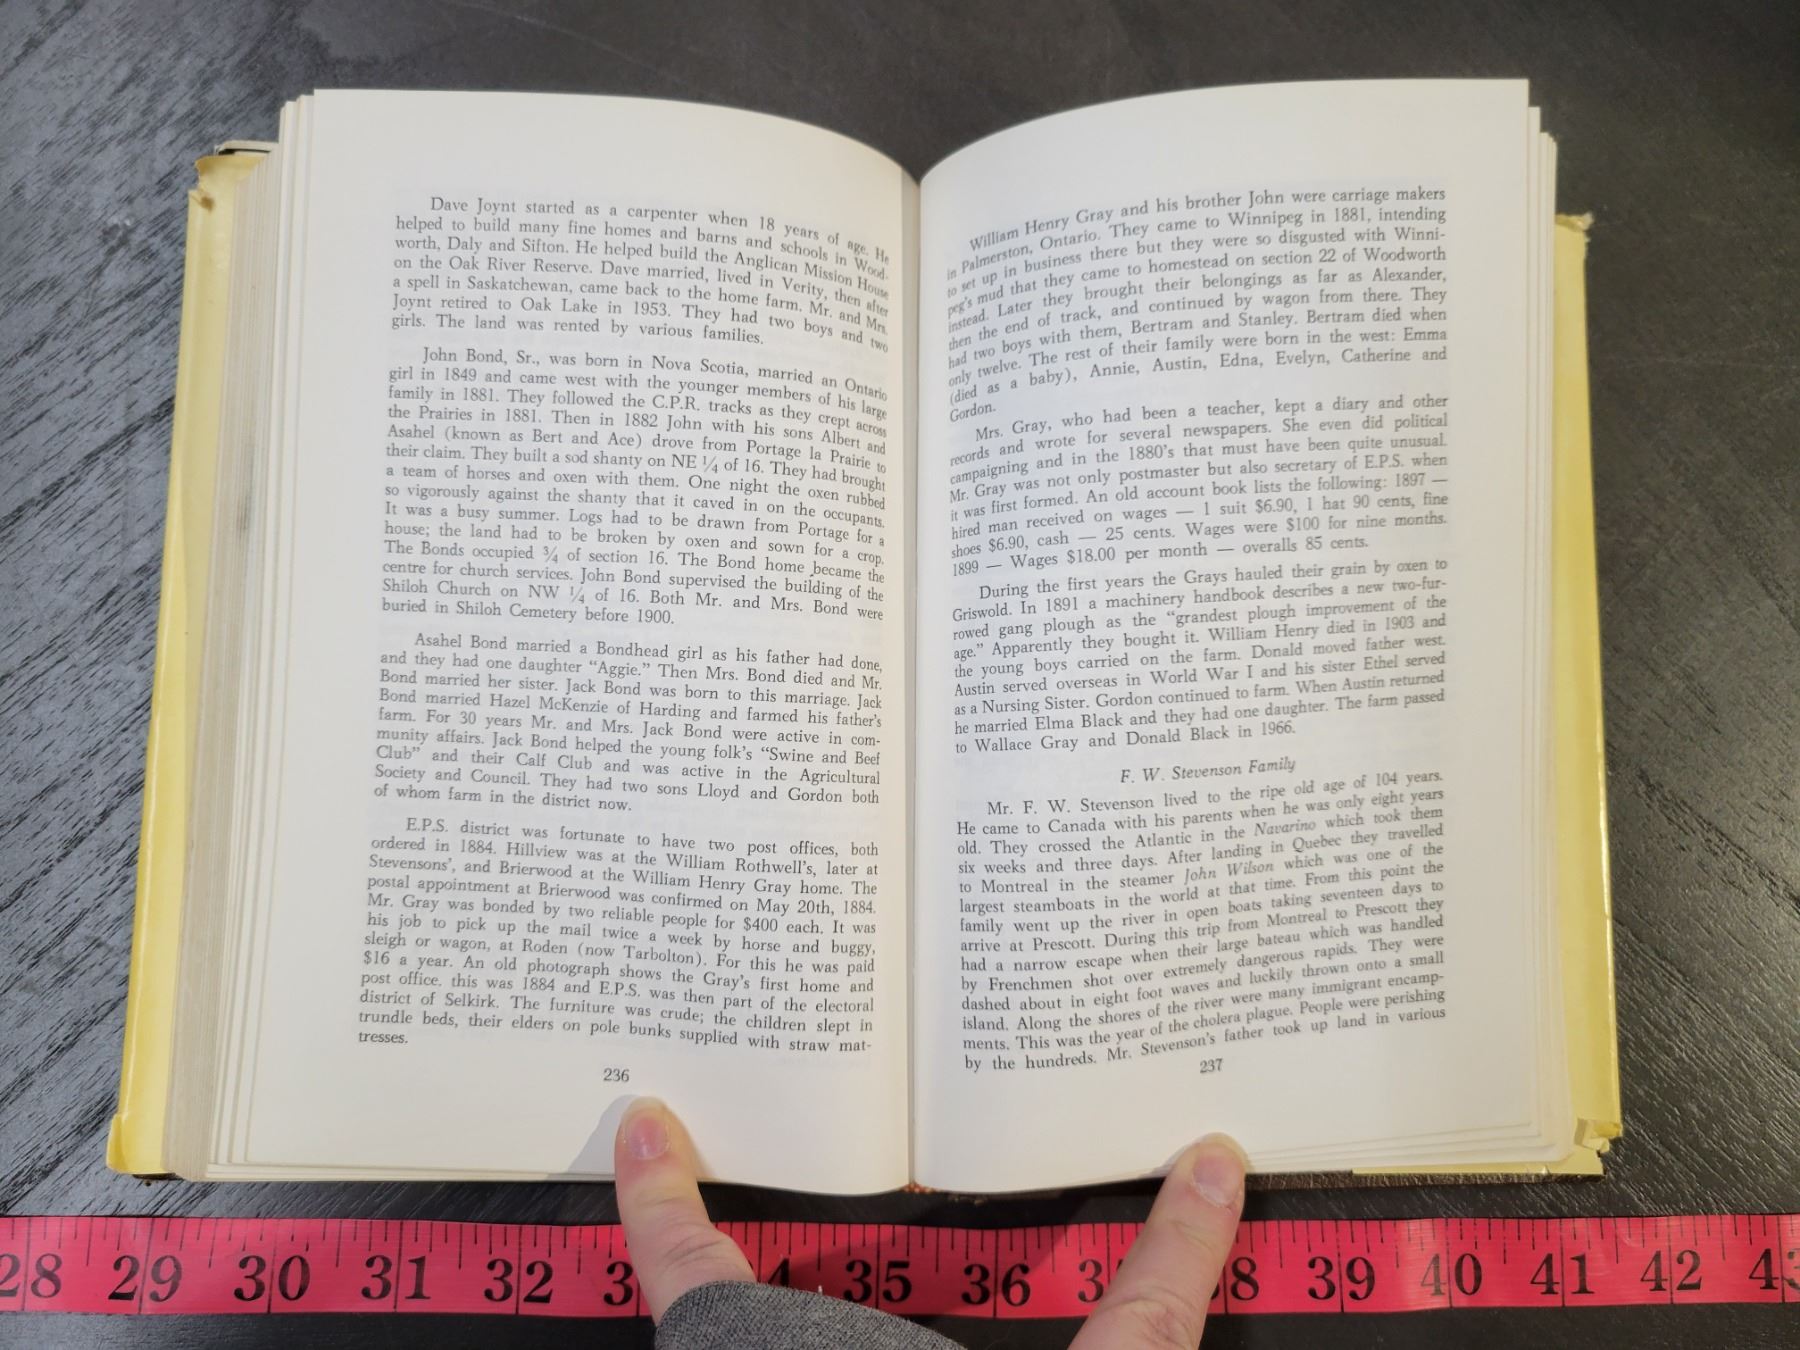 Dave Joynt started as a carpenter when 18 years of age. He
helped to build many fine homes and barns and schools in Wood-
worth, Daly and Sifton. He helped build the Anglican Mission House
on the Oak River Reserve. Dave married, lived in Verity, then after
a spell in Saskatchewan, came back to the home farm. Mr. and Mrs.
Joynt retired to Oak Lake in 1953. They had two boys and two
girls. The land was rented by various families.
John Bond, Sr., was born in Nova Scotia, married an Ontario
girl in 1849 and came west with the younger members of his large
family in 1881. They followed the C.P.R. tracks as they crept across
the Prairies in 1881. Then in 1882 John with his sons Albert and
Asahel (known as Bert and Ace) drove from Portage la Prairie to
their claim. They built a sod shanty on NE ¼ of 16. They had brought
a team of horses and oxen with them. One night the oxen rubbed
so vigorously against the shanty that it caved in on the occupants.
It was a busy summer. Logs had to be drawn from Portage for a
house; the land had to be broken by oxen and sown for a crop.
The Bonds occupied ¾ of section 16. The Bond home became the
centre for church services. John Bond supervised the building of the
Shiloh Church on NW ¼ of 16. Both Mr. and Mrs. Bond were
buried in Shiloh Cemetery before 1900.
Asahel Bond married a Bondhead girl as his father had done,
and they had one daughter "Aggie." Then Mrs. Bond died and Mr.
Bond married her sister. Jack Bond was born to this marriage. Jack
Bond married Hazel McKenzie of Harding and farmed his father's
farm. For 30 years Mr. and Mrs. Jack Bond were active in com-
munity affairs. Jack Bond helped the young folk's "Swine and Beef
Club" and their Calf Club and was active in the Agricultural
Society and Council. They had two sons Lloyd and Gordon both
of whom farm in the district now.
E.P.S. district was fortunate to have two post offices, both
ordered in 1884. Hillview was at the William Rothwell's, later at
Stevensons', and Brierwood at the William Henry Gray home. The
postal appointment at Brierwood was confirmed on May 20th, 1884.
Mr. Gray was bonded by two reliable people for $400 each. It was
his job to pick up the mail twice a week by horse and buggy,
sleigh or wagon, at Roden (now Tarbolton). For this he was paid
$16 a year. An old photograph shows the Gray's first home and
post office. this was 1884 and E.P.S. was then part of the electoral
district of Selkirk. The furniture was crude; the children slept in
trundle beds, their elders on pole bunks supplied with straw mat-
tresses.
236
William Henry Gray and his brother John were carriage makers
in Palmerston, Ontario. They came to Winnipeg in 1881, intending
to set up in business there but they were so disgusted with Winni-
peg's mud that they came to homestead on section 22 of Woodworth
instead. Later they brought their belongings as far as Alexander,
then the end of track, and continued by wagon from there. They
had two boys with them, Bertram and Stanley. Bertram died when
only twelve. The rest of their family were born in the west: Emma
(died as a baby), Annie, Austin, Edna, Evelyn, Catherine and
Gordon.
Mrs. Gray, who had been a teacher, kept a diary and other
records and wrote for several newspapers. She even did political
campaigning and in the 1880's that must have been quite unusual.
Mr. Gray was not only postmaster but also secretary of E.P.S. when
it was first formed. An old account book lists the following: 1897 —
hired man received on wages — 1 suit $6.90, 1 hat 90 cents, fine
shoes $6.90, cash — 25 cents. Wages were $100 for nine months.
1899 — Wages $18.00 per month — overalls 85 cents.
During the first years the Grays hauled their grain by oxen to
Griswold. In 1891 a machinery handbook describes a new two-fur-
rowed gang plough as the "grandest plough improvement of the
age." Apparently they bought it. William Henry died in 1903 and
the young boys carried on the farm. Donald moved father west.
Austin served overseas in World War I and his sister Ethel served
as a Nursing Sister. Gordon continued to farm. When Austin returned
he married Elma Black and they had one daughter. The farm passed
to Wallace Gray and Donald Black in 1966.
F. W. Stevenson Family
Mr. F. W. Stevenson lived to the ripe old age of 104 years.
He came to Canada with his parents when he was only eight years
old. They crossed the Atlantic in the Navarino which took them
six weeks and three days. After landing in Quebec they travelled
to Montreal in the steamer John Wilson which was one of the
largest steamboats in the world at that time. From this point the
family went up the river in open boats taking seventeen days to
arrive at Prescott. During this trip from Montreal to Prescott they
had a narrow escape when their large bateau which was handled
by Frenchmen shot over extremely dangerous rapids. They were
dashed about in eight foot waves and luckily thrown onto a small
island. Along the shores of the river were many immigrant encamp-
ments. This was the year of the cholera plague. People were perishing
by the hundreds. Mr. Stevenson's father took up land in various
237
28 29 30 31 32 35 36 39 40 41 42